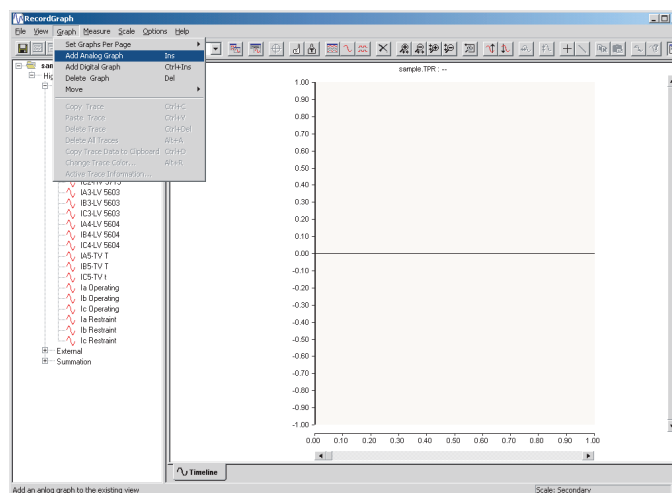 RecordGraph
File View Graph Measure Scale Options Help
Set Graphs Per Page
Add Analog Graph Ins
Add Digital Graph Ctrl+Ins
Delete Graph Del
Move
Copy Trace Ctrl+C
Paste Trace Ctrl+V
Delete Trace Ctrl+Del
Delete All Traces Alt+A
Copy Trace Data to Clipboard Ctrl+D
Change Trace Color... Alt+R
Active Trace Information...
IA3-LV 5603
IB3-LV 5603
IC3-LV 5603
IA4-LV 5604
IB4-LV 5604
IC4-LV 5604
IA5-TV T
IB5-TV T
IC5-TV t
Ia Operating
Ib Operating
Ic Operating
Ia Restraint
Ib Restraint
Ic Restraint
External
Summation
sample.TPR : --
1.00
0.90
0.80
0.70
0.60
0.50
0.40
0.30
0.20
0.10
0.00
-0.10
-0.20
-0.30
-0.40
-0.50
-0.60
-0.70
-0.80
-0.90
-1.00
0.00 0.10 0.20 0.30 0.40 0.50 0.60 0.70 0.80 0.90 1.00
Timeline
Add an anlog graph to the existing view
Scale: Secondary